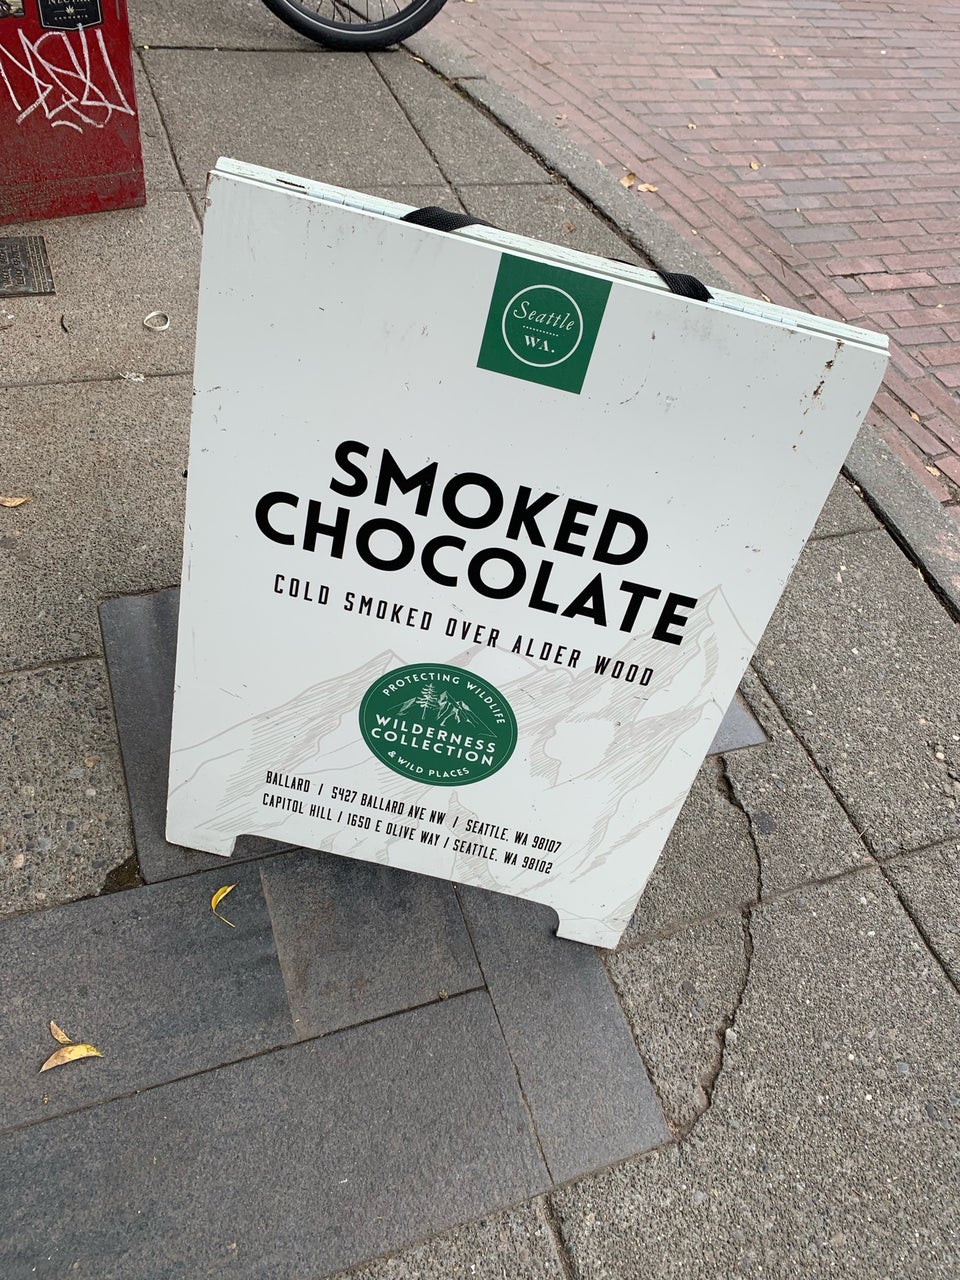 Seattle
WA.
SMOKED
CHOCOLATE
COLD SMOKED OVER ALDER WOOD
PROTECTING WILDLIFE
WILDERNESS
COLLECTION
& WILD PLACES
BALLARD / 5427 BALLARD AVE NW / SEATTLE, WA 98107
CAPITOL HILL / 1650 E OLIVE WAY / SEATTLE, WA 98102